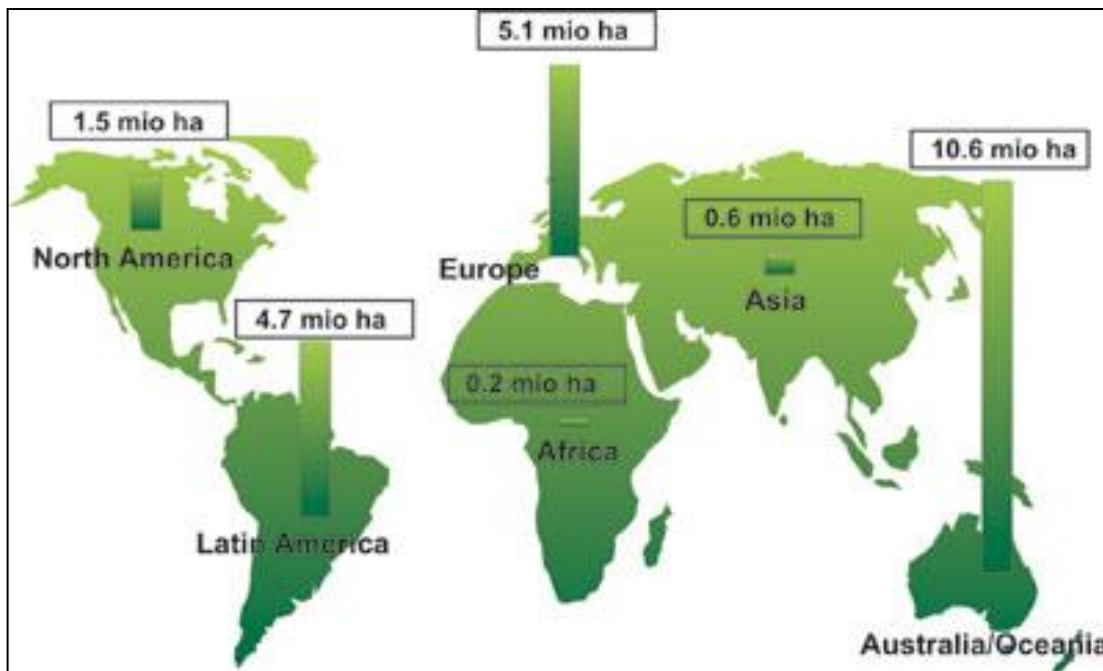 5.1 mio ha
1.5 mio ha
10.6 mio ha
0.6 mio ha
North America
Europe
Asia
4.7 mio ha
0.2 mio ha
Africa
Latin America
Australia/Oceania